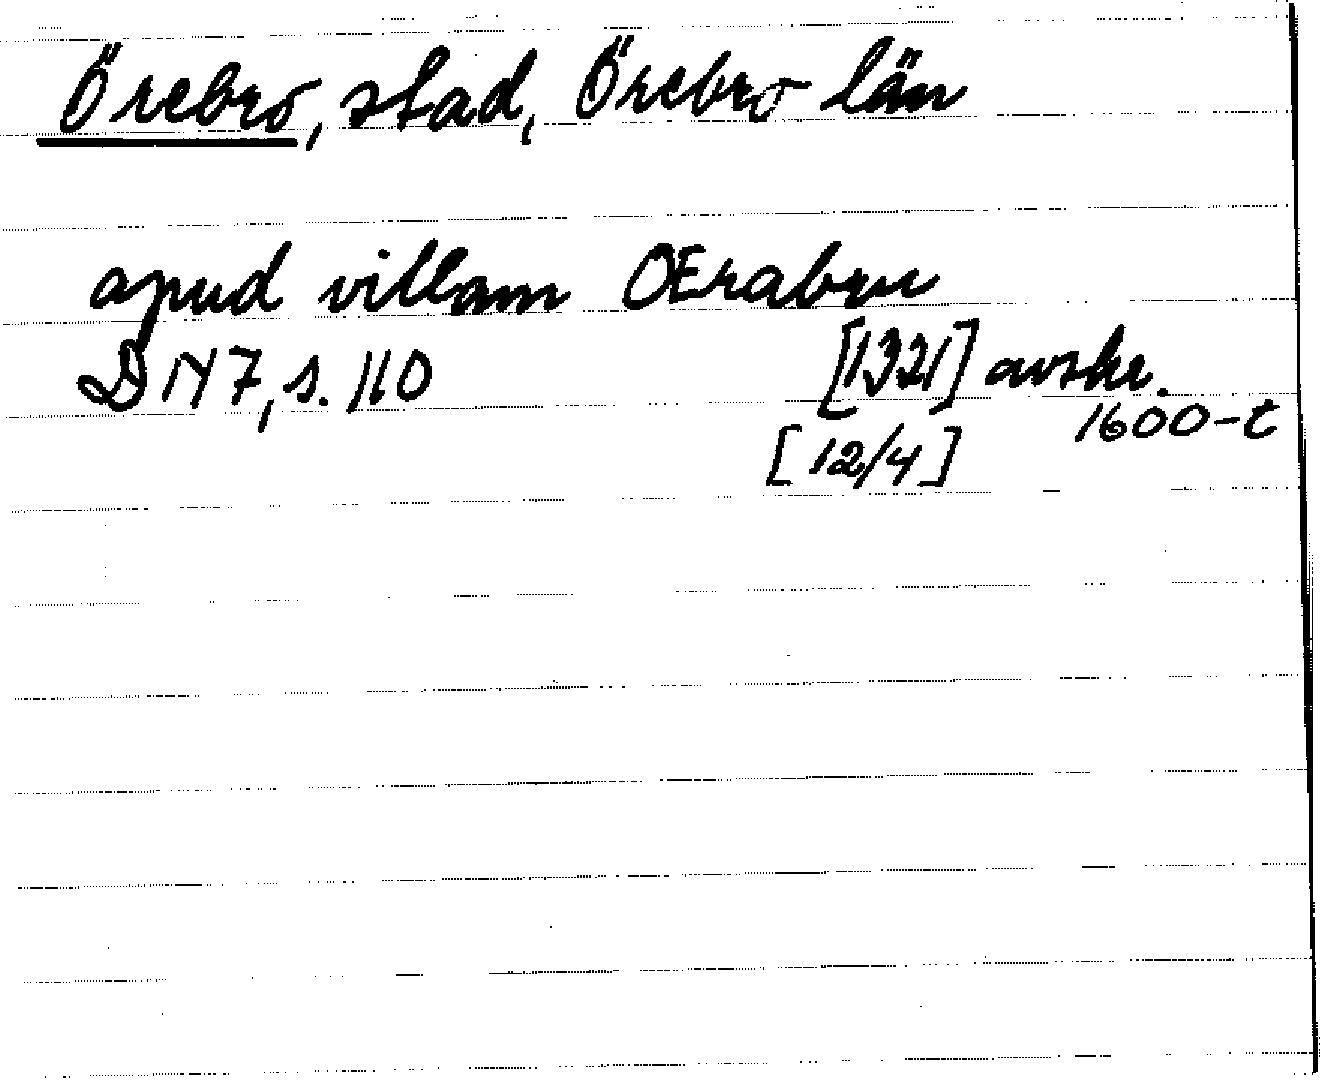 Örebro, stad, Örebro län
apud villam OErabru
DN 7, s. 110 [1321] avskr.
[12/4] 1600-t